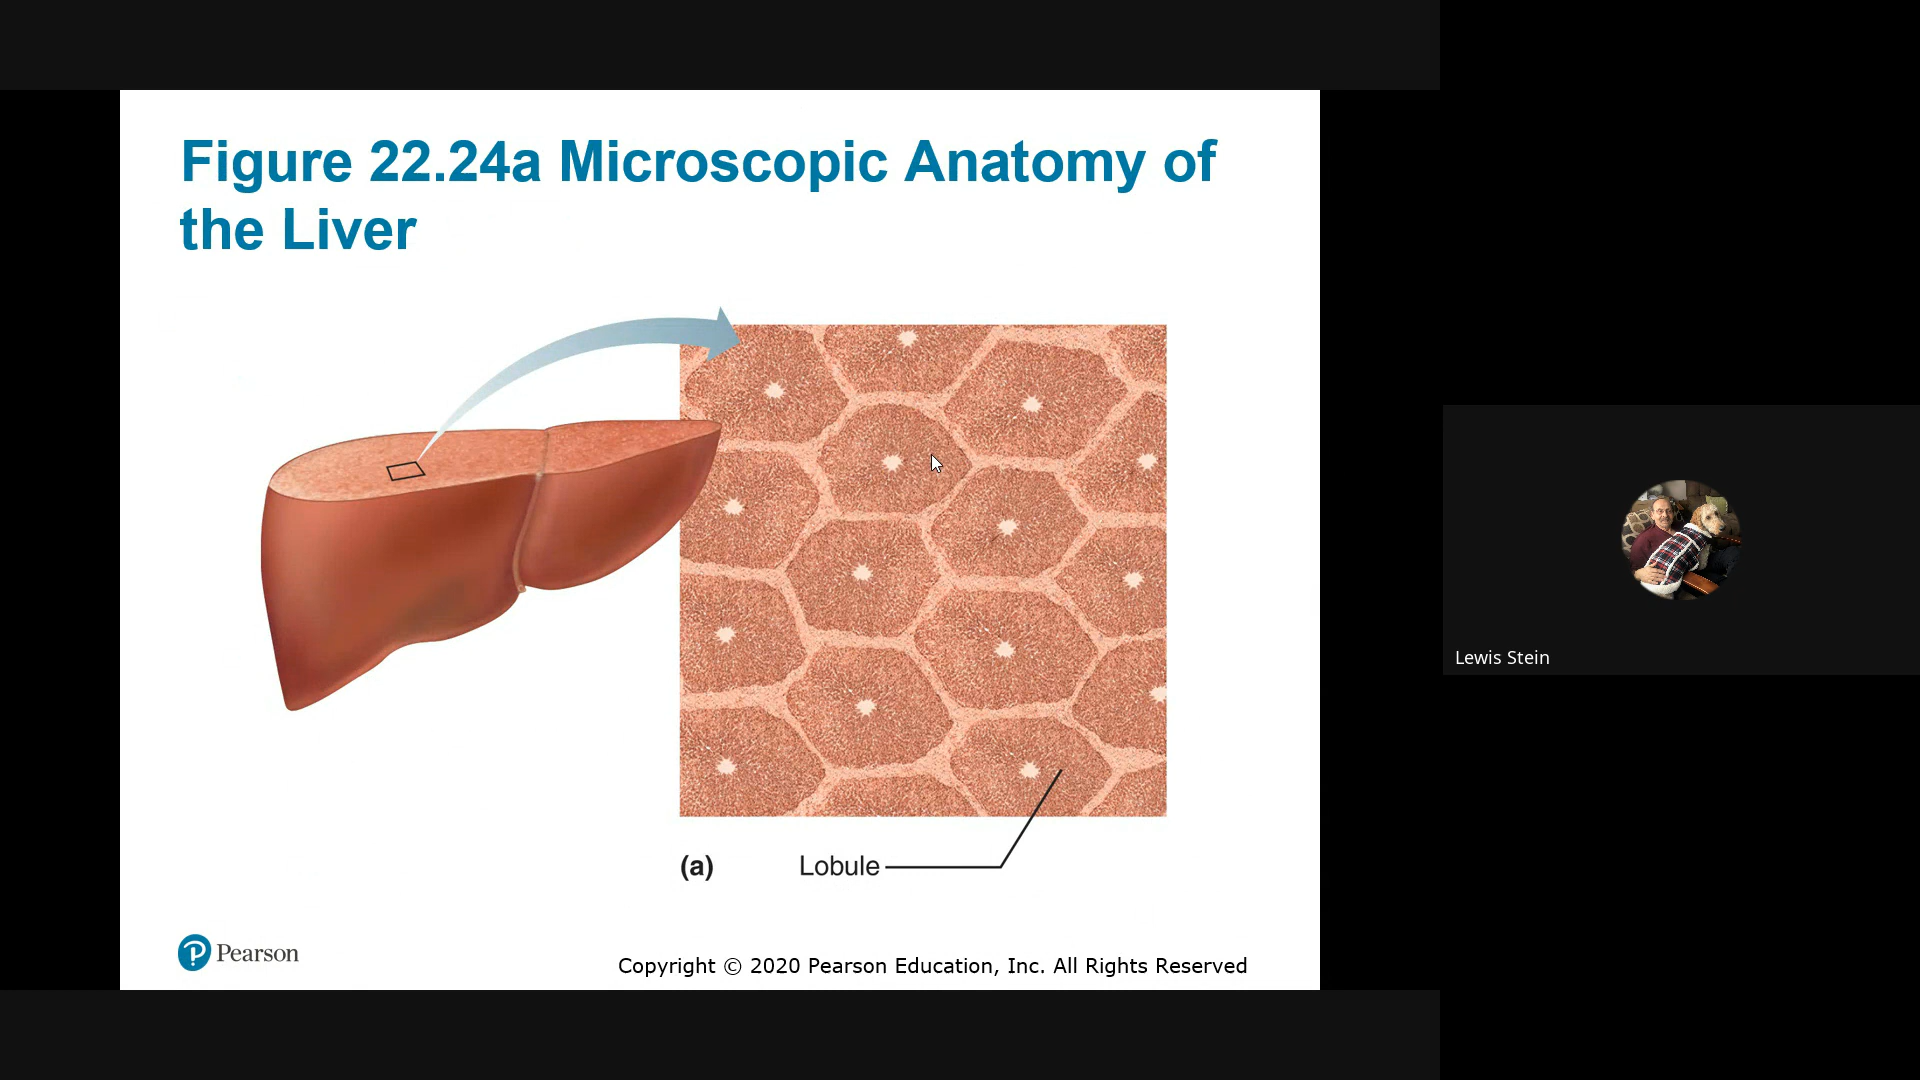 Figure 22.24a Microscopic Anatomy of
the Liver
(a)
Lobule
Pearson
Copyright © 2020 Pearson Education, Inc. All Rights Reserved
Lewis Stein